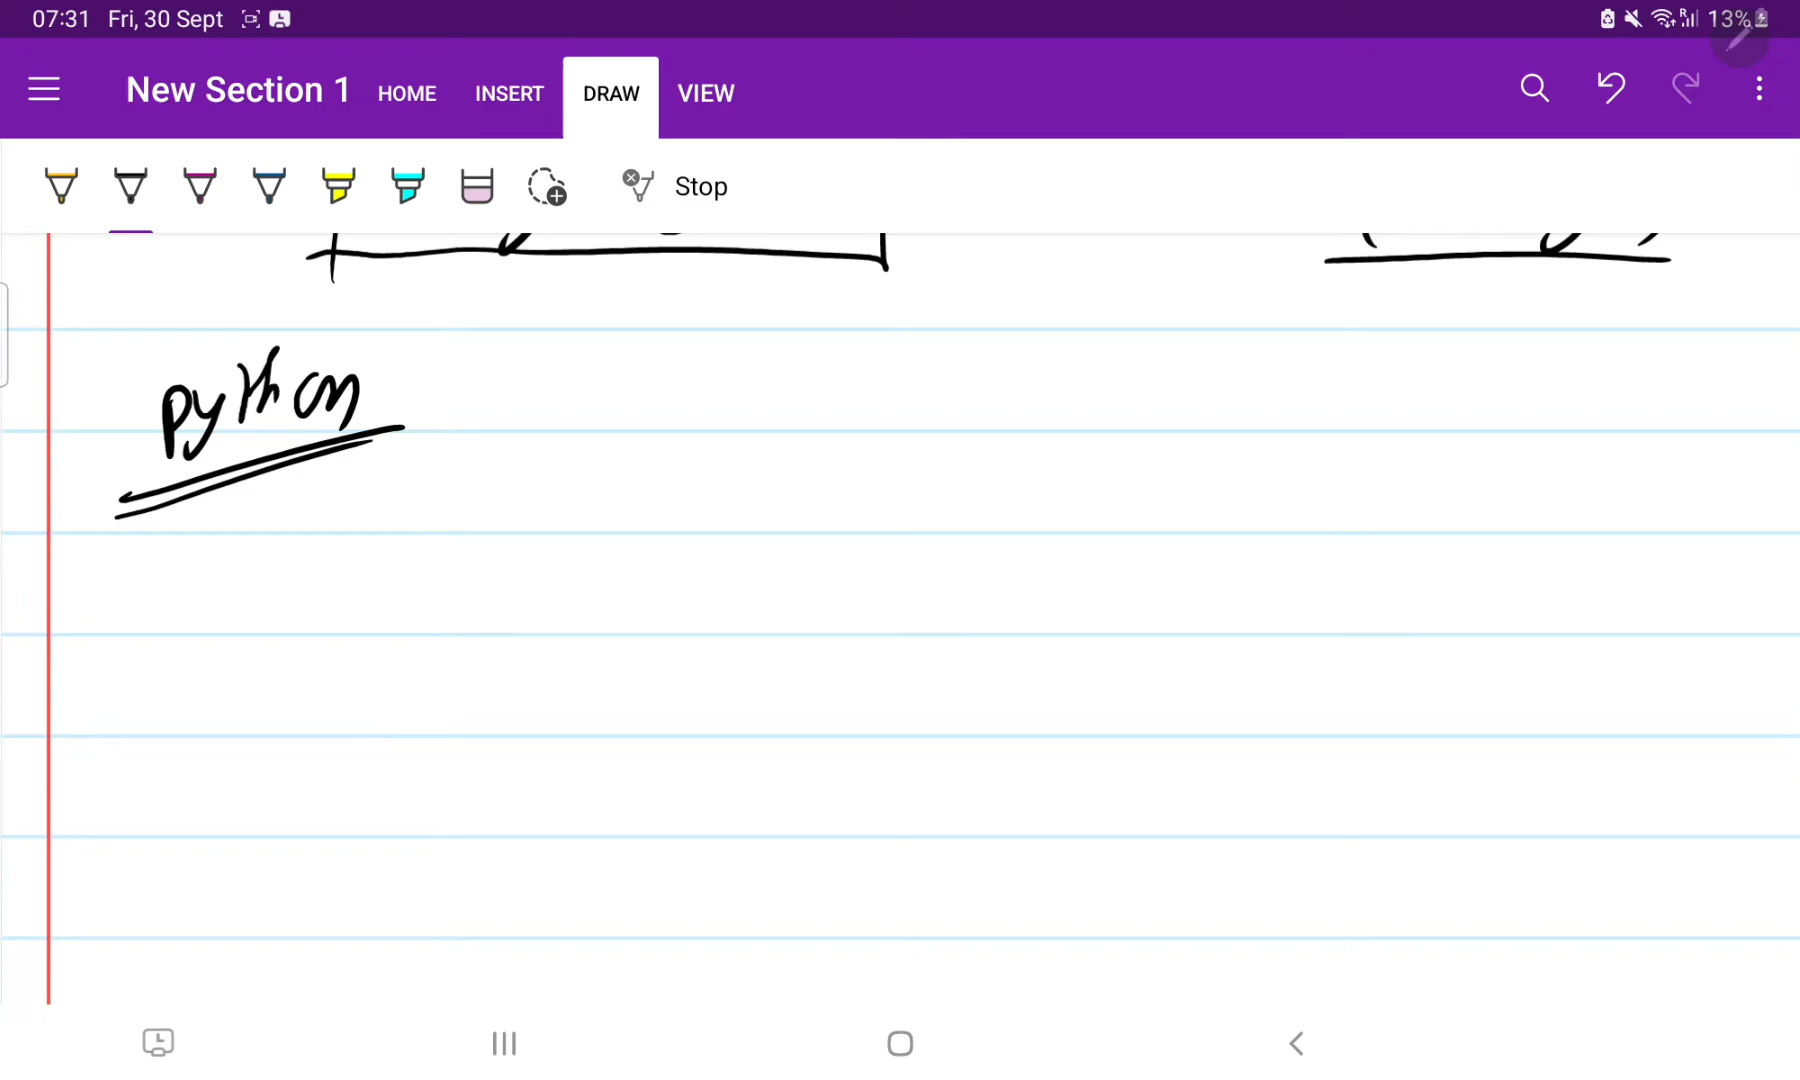 07:31 Fri, 30 Sept 13%
New Section 1 HOME INSERT DRAW VIEW
Stop
python